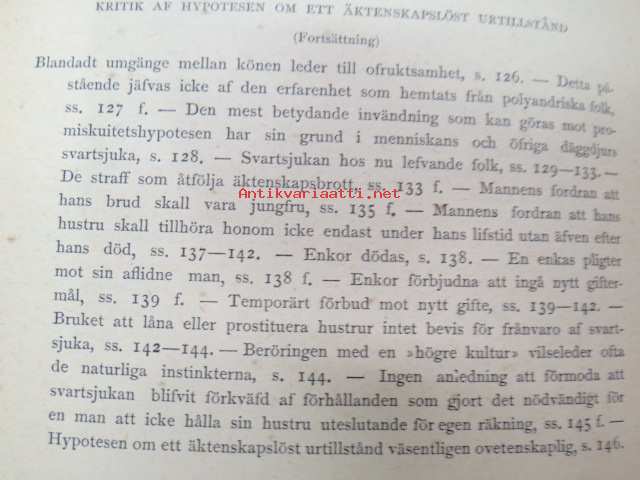 KRITIK AF HYPOTESEN OM ETT ÄKTENSKAPSLÖST URTILLSTÅND
(Fortsättning)
Blandadt umgänge mellan könen leder till ofruktsamhet, s. 126. — Detta på-
stående jäfvas icke af den erfarenhet som hemtats från polyandriska folk,
ss. 127 f. — Den mest betydande invändning som kan göras mot pro-
miskuitetshypotesen har sin grund i menniskans och öfriga däggdjurs
svartsjuka, s. 128. — Svartsjukan hos nu lefvande folk, ss. 129—133. —
De straff som åtfölja äktenskapsbrott, ss. 133 f. — Mannens fordran att
Antikvariaatti.net
hans brud skall vara jungfru, ss. 135 f. — Mannens fordran att hans
hustru skall tillhöra honom icke endast under hans lifstid utan äfven efter
hans död, ss. 137—142. — Enkor dödas, s. 138. — En enkas pligter
mot sin aflidne man, ss. 138 f. — Enkor förbjudna att ingå nytt gifter-
mål, ss. 139 f. — Temporärt förbud mot nytt gifte, ss. 139—142. —
Bruket att låna eller prostituera hustrur intet bevis för frånvaro af svart-
sjuka, ss. 142—144. — Beröringen med en »högre kultur» vilseleder ofta
de naturliga instinkterna, s. 144. — Ingen anledning att förmoda att
svartsjukan blifvit förkväfd af förhållanden som gjort det nödvändigt för
en man att icke hålla sin hustru uteslutande för egen räkning, ss. 145 f. —
Hypotesen om ett äktenskapslöst urtillstånd väsentligen ovetenskaplig, s. 146.